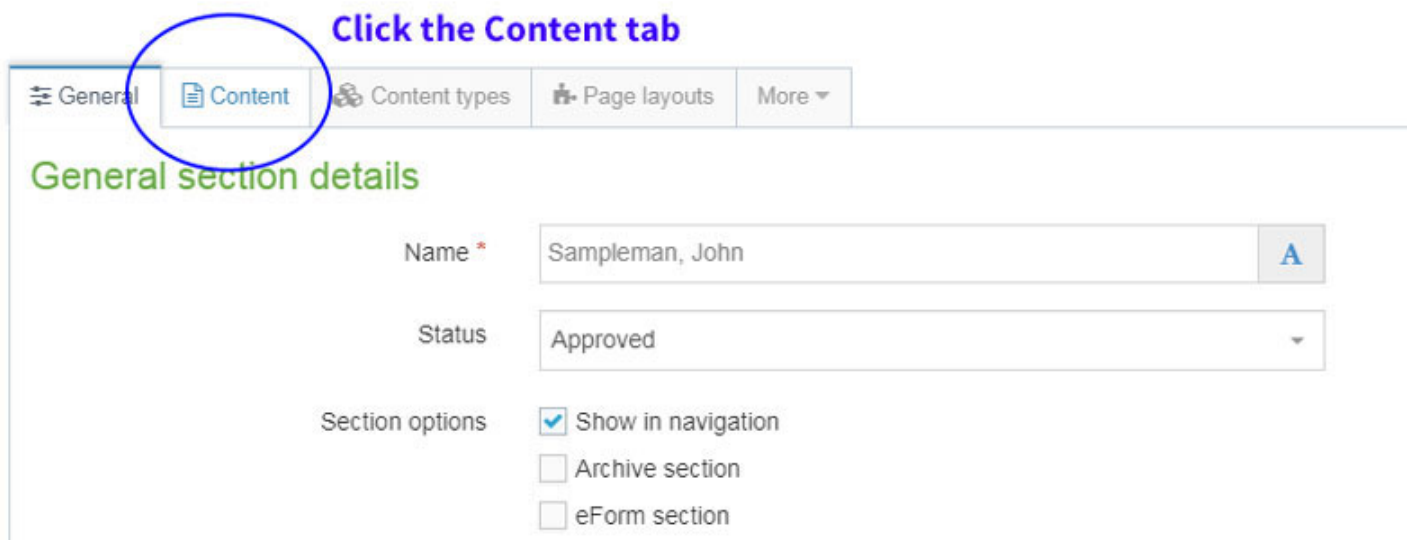 Click the Content tab
General Content Content types Page layouts More
General section details
Name * Sampleman, John A
Status Approved
Section options Show in navigation
Archive section
eForm section